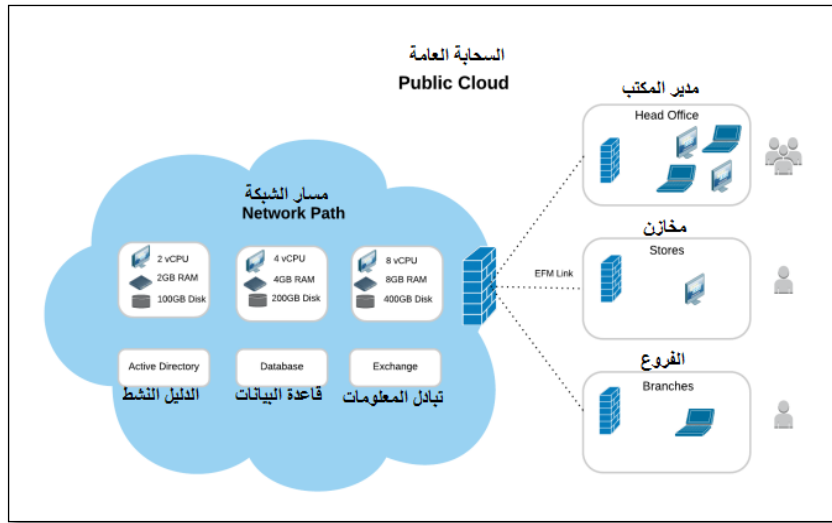 السحابة العامة
Public Cloud
مدير المكتب
Head Office
مسار الشبكة
Network Path
2 vCPU
2GB RAM
100GB Disk
4 vCPU
4GB RAM
200GB Disk
8 vCPU
8GB RAM
400GB Disk
EFM Link
مخازن
Stores
Active Directory
Database
Exchange
الدليل النشط
قاعدة البيانات
تبادل المعلومات
الفروع
Branches